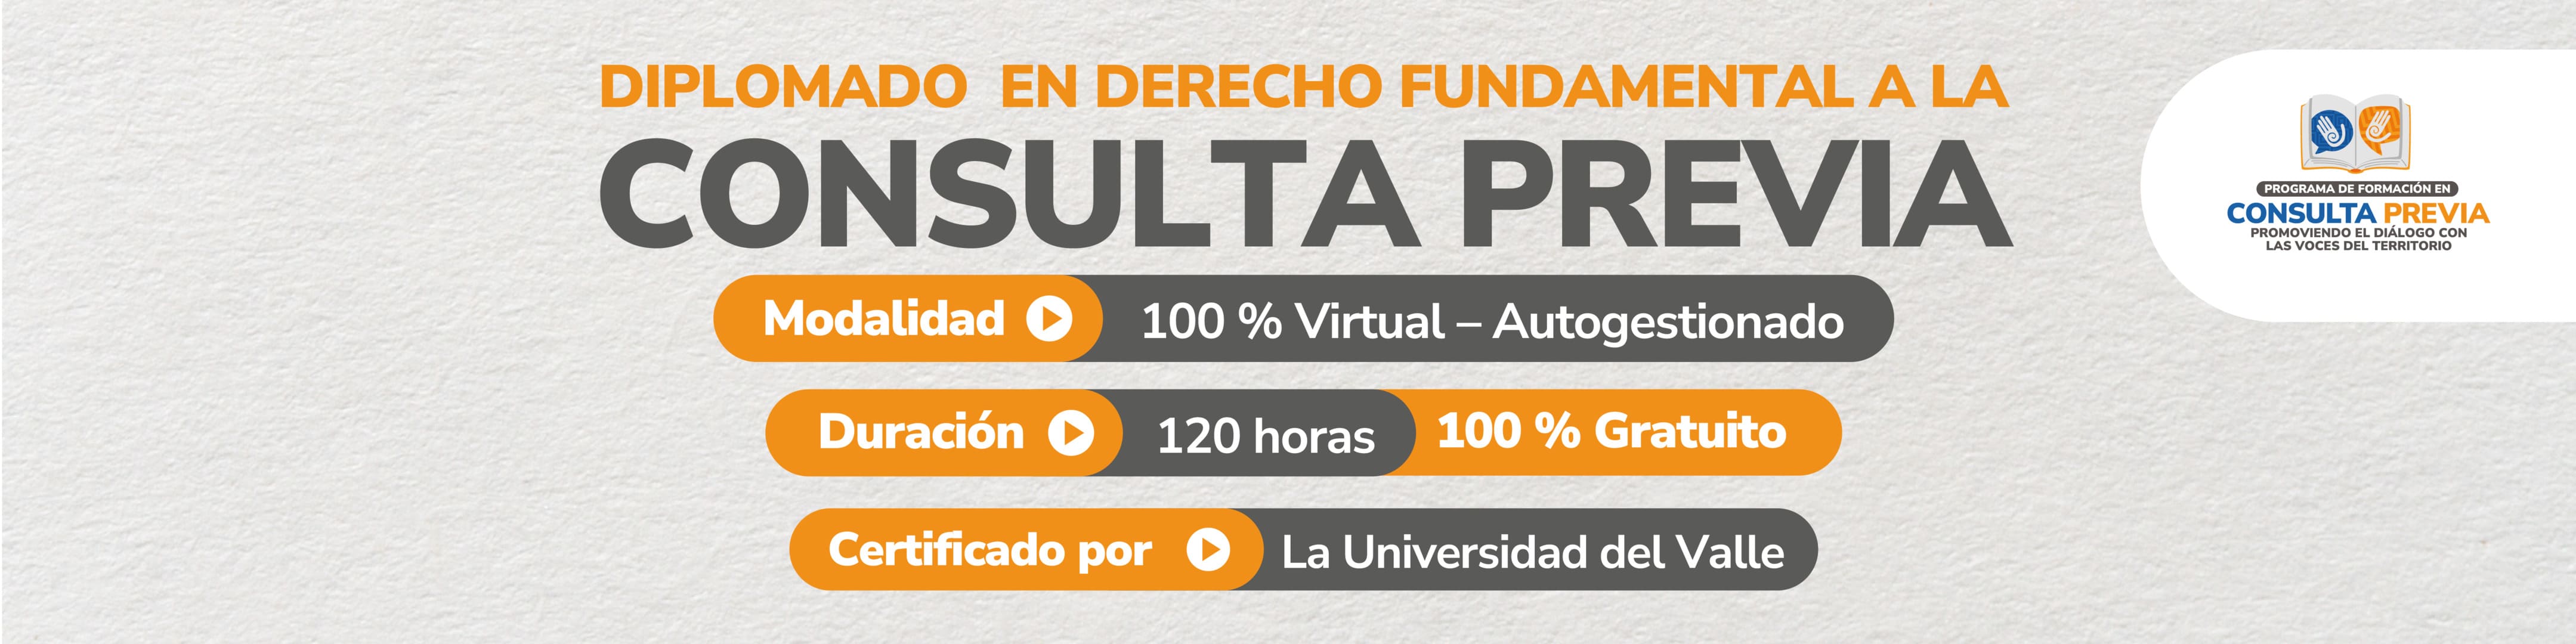 DIPLOMADO EN DERECHO FUNDAMENTAL A LA
CONSULTA PREVIA
Modalidad 100 % Virtual – Autogestionado
Duración 120 horas 100 % Gratuito
Certificado por La Universidad del Valle
PROGRAMA DE FORMACIÓN EN
CONSULTA PREVIA
PROMOVIENDO EL DIÁLOGO CON
LAS VOCES DEL TERRITORIO